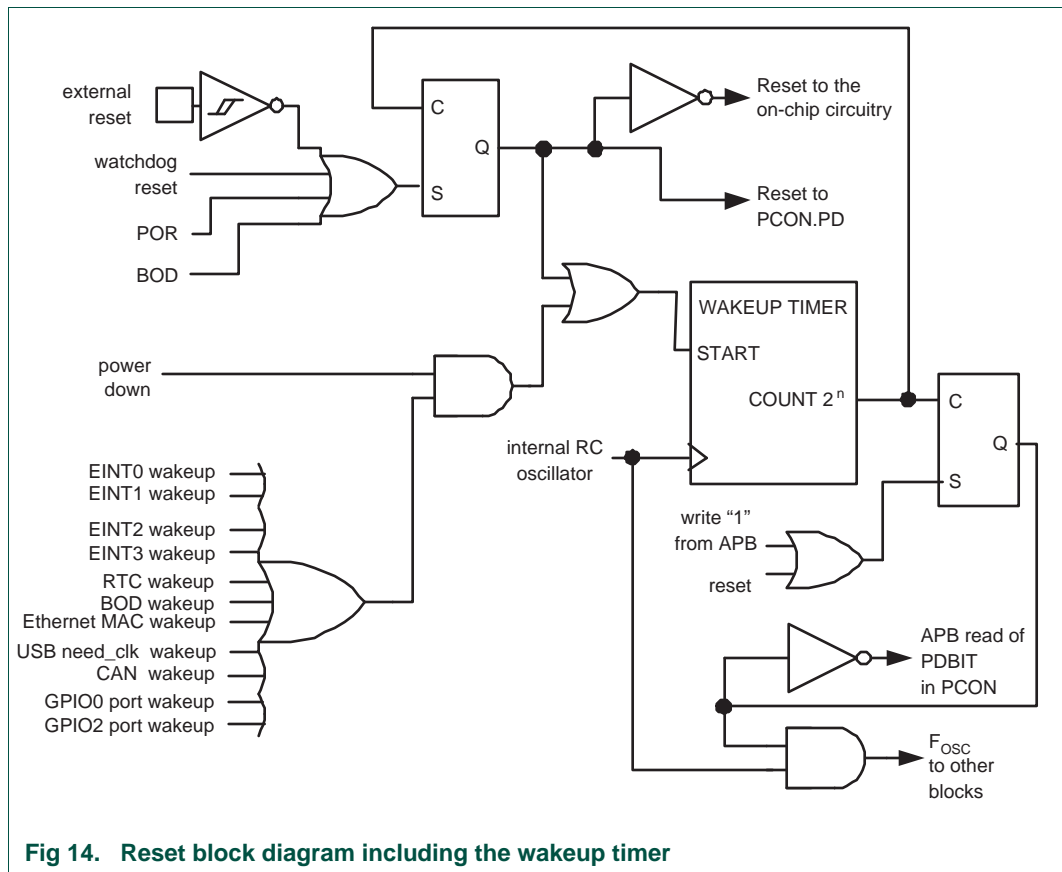 external
reset
watchdog
reset
POR
BOD
C
Q
S
Reset to the
on-chip circuitry
Reset to
PCON.PD
WAKEUP TIMER
START
COUNT 2^n
power
down
internal RC
oscillator
C
Q
S
write “1”
from APB
reset
EINT0 wakeup
EINT1 wakeup
EINT2 wakeup
EINT3 wakeup
RTC wakeup
BOD wakeup
Ethernet MAC wakeup
USB need_clk wakeup
CAN wakeup
GPIO0 port wakeup
GPIO2 port wakeup
APB read of
PDBIT
in PCON
FOSC
to other
blocks
Fig 14. Reset block diagram including the wakeup timer